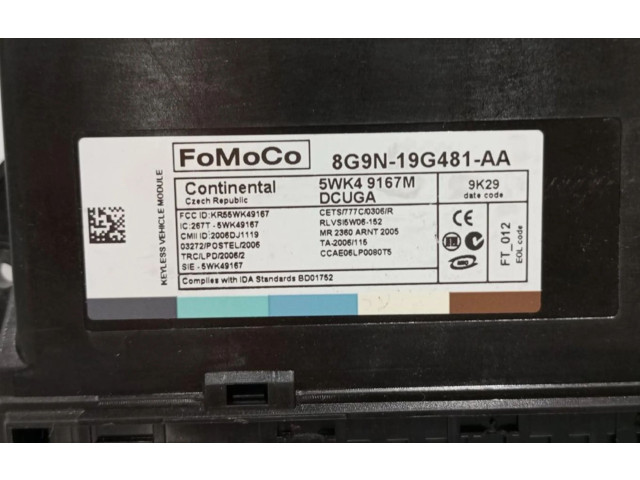 FoMoCo
8G9N-19G481-AA
Continental
Czech Republic
5WK4 9167M
DCUGA
9K29
date code
FCC ID:KR55WK49167
IC:267T - 5WK49167
CMII ID:2006DJ1119
03272/POSTEL/2006
TRC/LPD/2006/2
SIE - 5WK49167
CETS/777C/0306/R
RLVSI5W06-152
MR 2360 ARNT 2005
TA-2006/115
CCAE06LP0080T5
CE
FT_012
EOL code
Complies with IDA Standards BD01752
KEYLESS VEHICLE MODULE